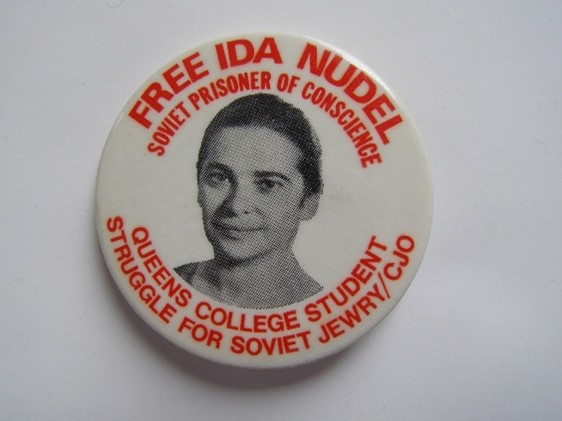 FREE IDA NUDEL
SOVIET PRISONER OF CONSCIENCE
QUEENS COLLEGE STUDENT
STRUGGLE FOR SOVIET JEWRY/CJO